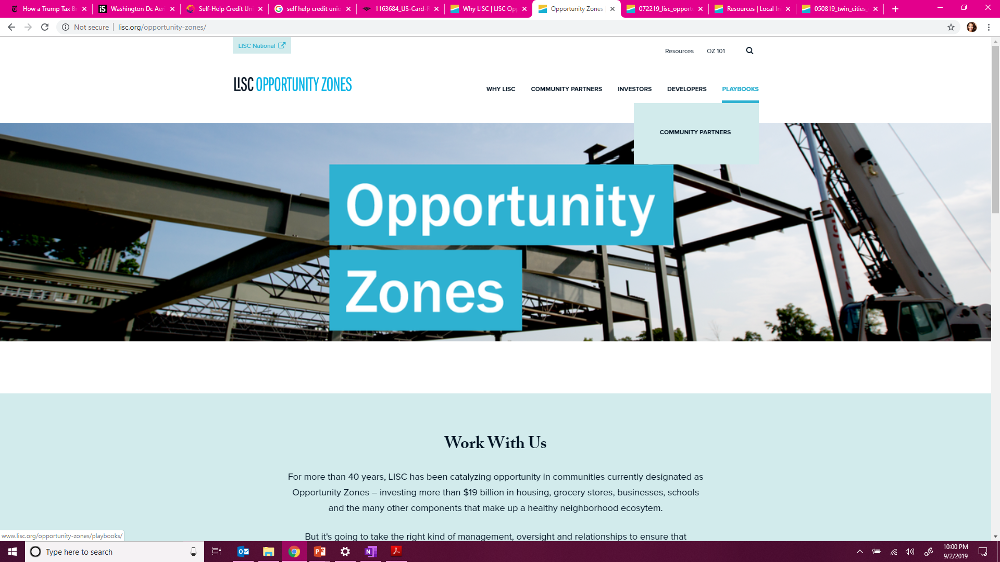 How a Trump Tax Br
Washington Dc Aeri
Self-Help Credit Uni
self help credit unio
1163684_US-Card-F
Why LISC | LISC Opp
Opportunity Zones
072219_lisc_opport
Resources | Local In
050819_twin_cities_
Not secure | lisc.org/opportunity-zones/
LISC National
Resources OZ 101
LISC OPPORTUNITY ZONES
WHY LISC COMMUNITY PARTNERS INVESTORS DEVELOPERS PLAYBOOKS
COMMUNITY PARTNERS
Opportunity
Zones
Work With Us
For more than 40 years, LISC has been catalyzing opportunity in communities currently designated as
Opportunity Zones – investing more than $19 billion in housing, grocery stores, businesses, schools
and the many other components that make up a healthy neighborhood ecosytem.
But it's going to take the right kind of management, oversight and relationships to ensure that
www.lisc.org/opportunity-zones/playbooks/
Type here to search
10:00 PM
9/2/2019